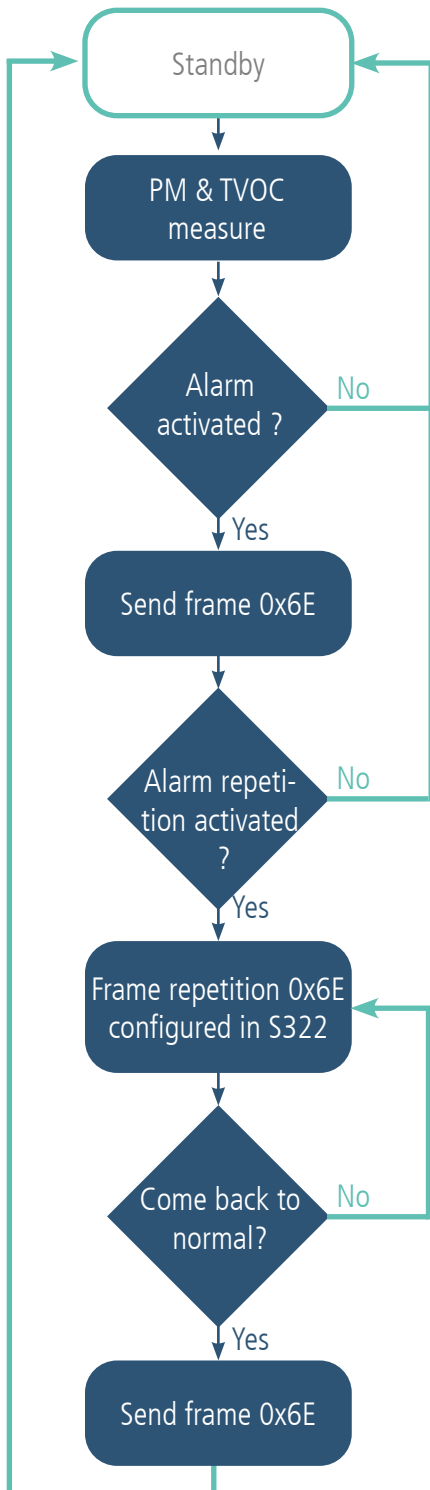 Standby
PM & TVOC
measure
Alarm
activated ?
No
Yes
Send frame 0x6E
Alarm repeti-
tion activated
?
No
Yes
Frame repetition 0x6E
configured in S322
Come back to
normal?
No
Yes
Send frame 0x6E